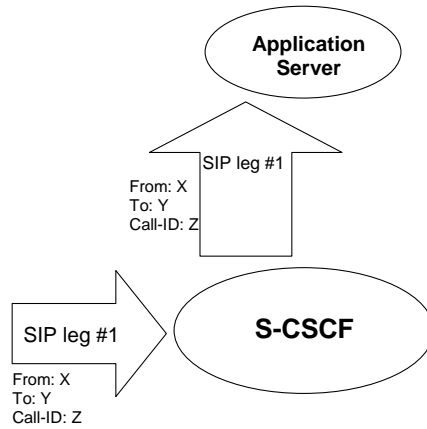 Application
Server
SIP leg #1
From: X
To: Y
Call-ID: Z
SIP leg #1
S-CSCF
From: X
To: Y
Call-ID: Z